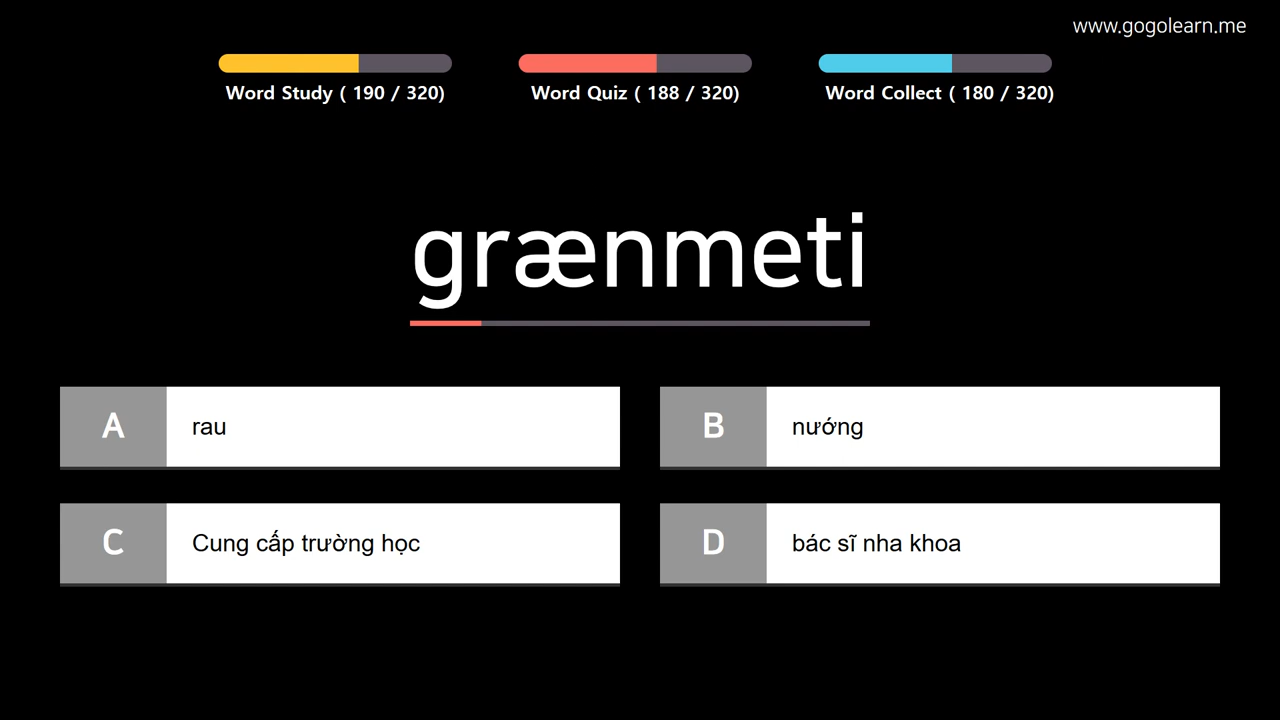 www.gogolearn.me
Word Study ( 190 / 320)
Word Quiz ( 188 / 320)
Word Collect ( 180 / 320)
grænmeti
A
rau
B
nướng
C
Cung cấp trường học
D
bác sĩ nha khoa